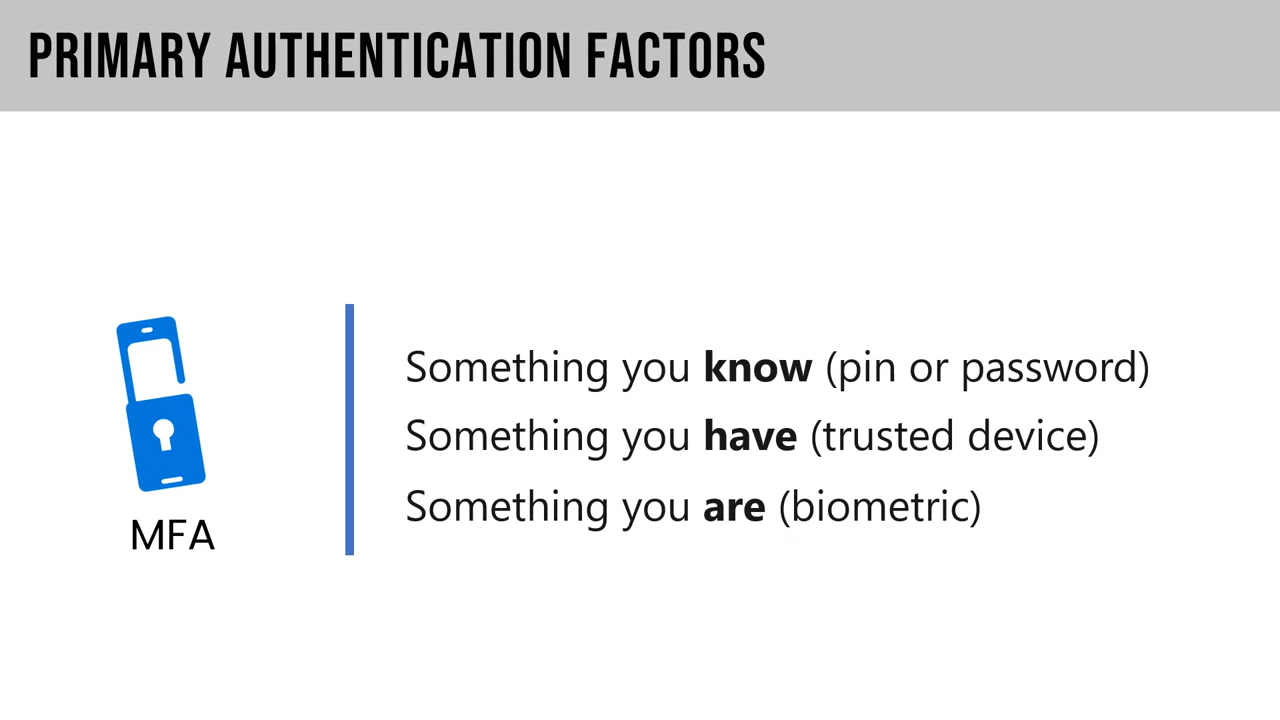 PRIMARY AUTHENTICATION FACTORS
Something you know (pin or password)
Something you have (trusted device)
Something you are (biometric)
MFA